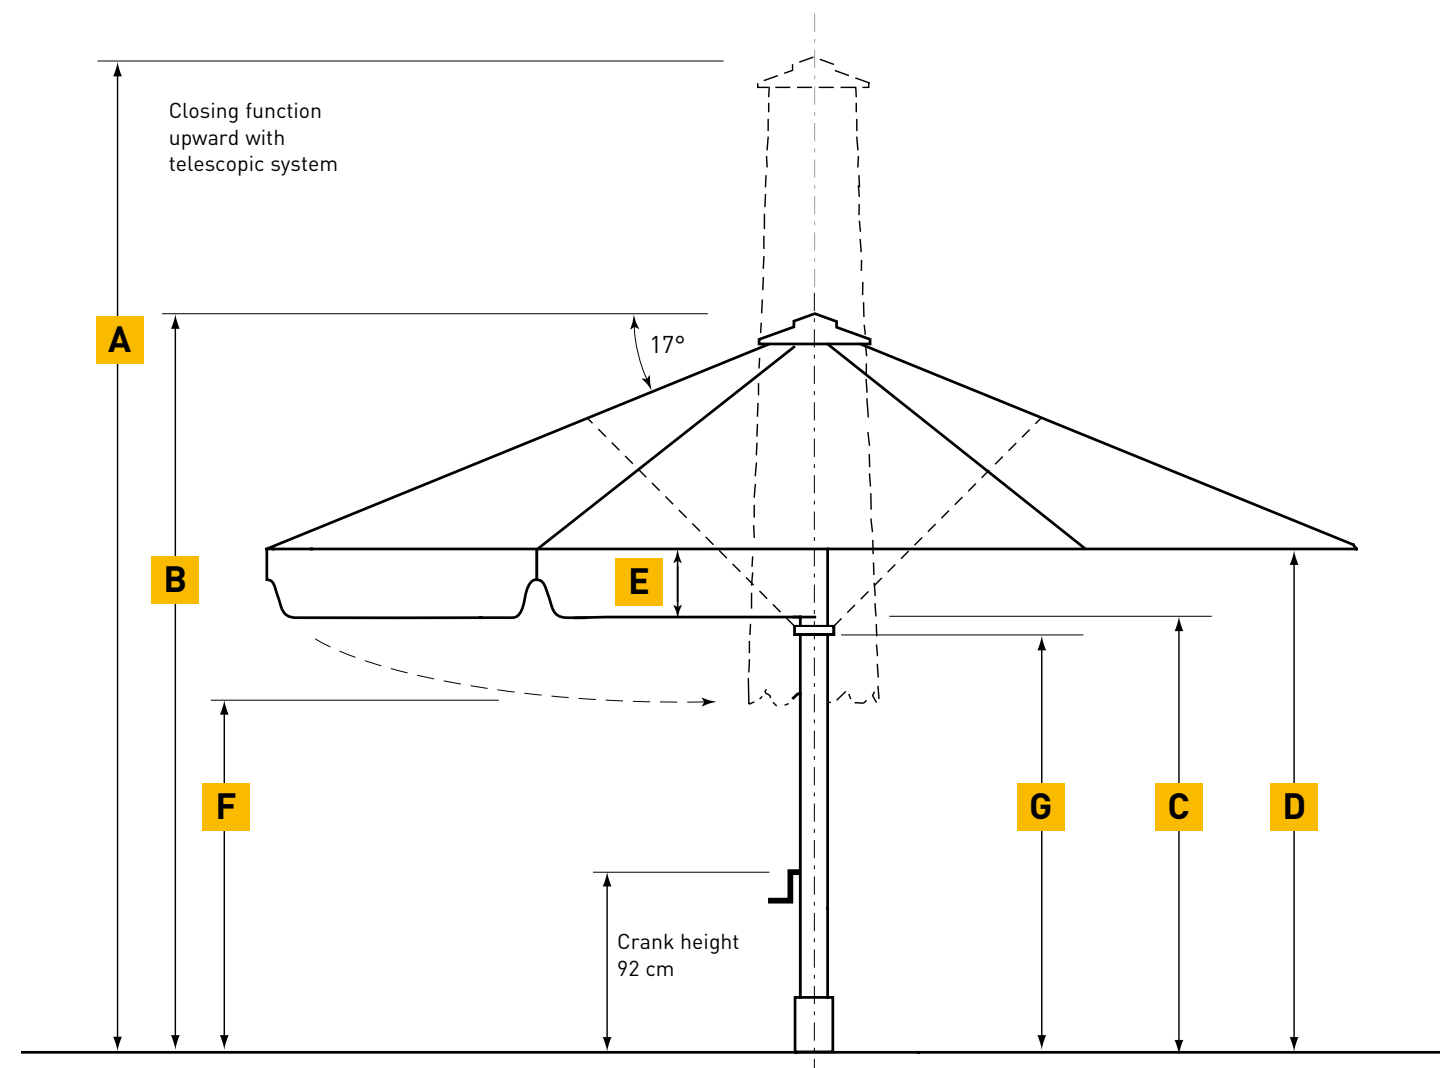 Closing function
upward with
telescopic system
A
17°
B
E
F
G
C
D
Crank height
92 cm